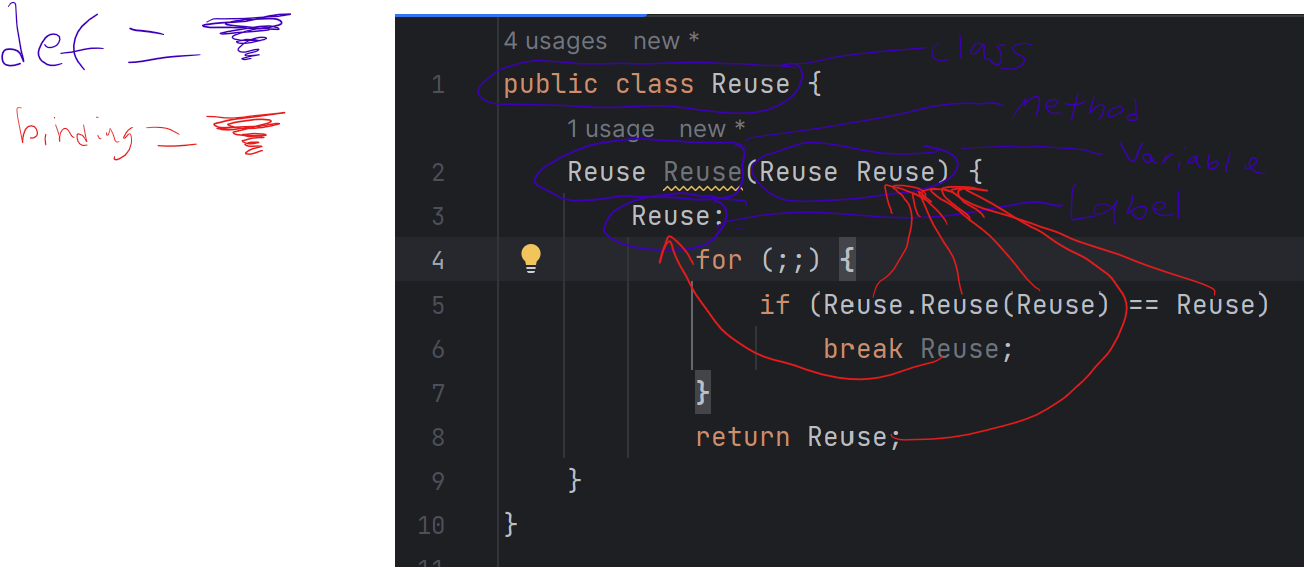 def =
binding =
4 usages new *
class
1 public class Reuse {
Method
1 usage new *
Variable
2 Reuse Reuse(Reuse Reuse) {
3 Reuse:
Label
4 for (;;) {
5 if (Reuse.Reuse(Reuse) == Reuse)
6 break Reuse;
7 }
8 return Reuse;
9 }
10 }
11